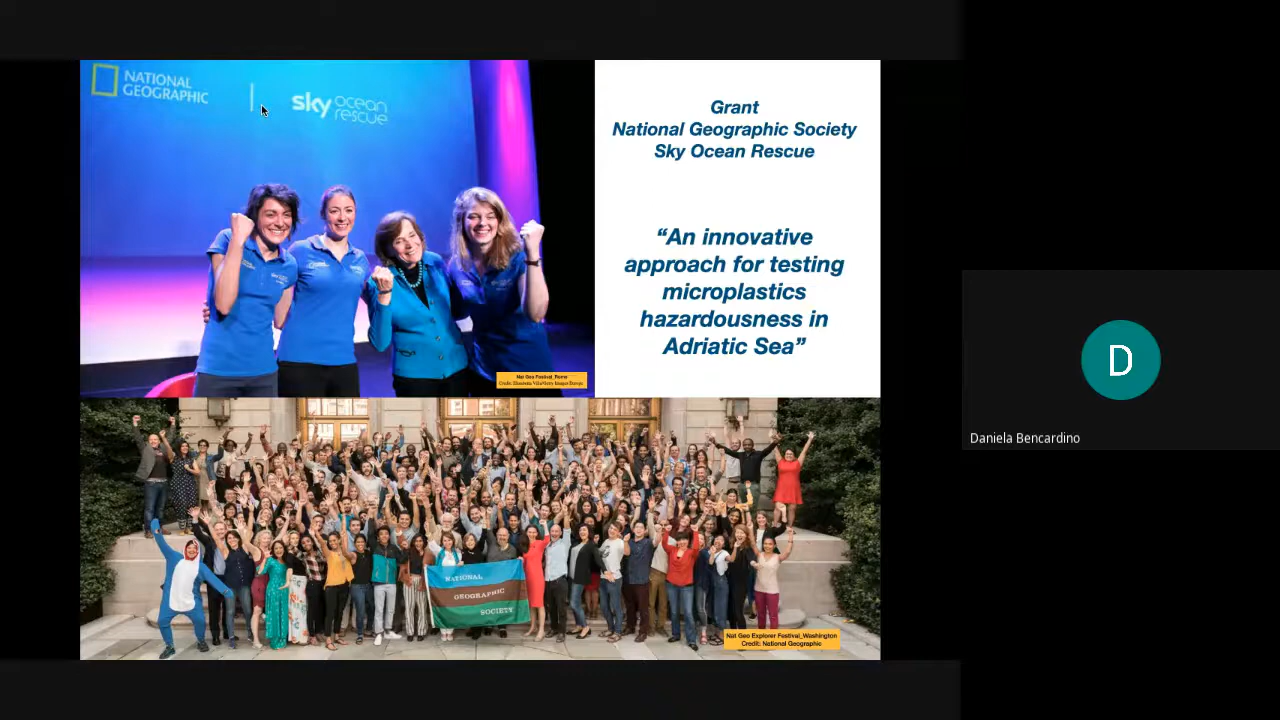 NATIONAL
GEOGRAPHIC
sky ocean
rescue
Grant
National Geographic Society
Sky Ocean Rescue
“An innovative
approach for testing
microplastics
hazardousness in
Adriatic Sea”
Nat Geo Festival_Rome
NATIONAL
GEOGRAPHIC
SOCIETY
Nat Geo Explorer Festival_Washington
Credit: National Geographic
D
Daniela Bencardino